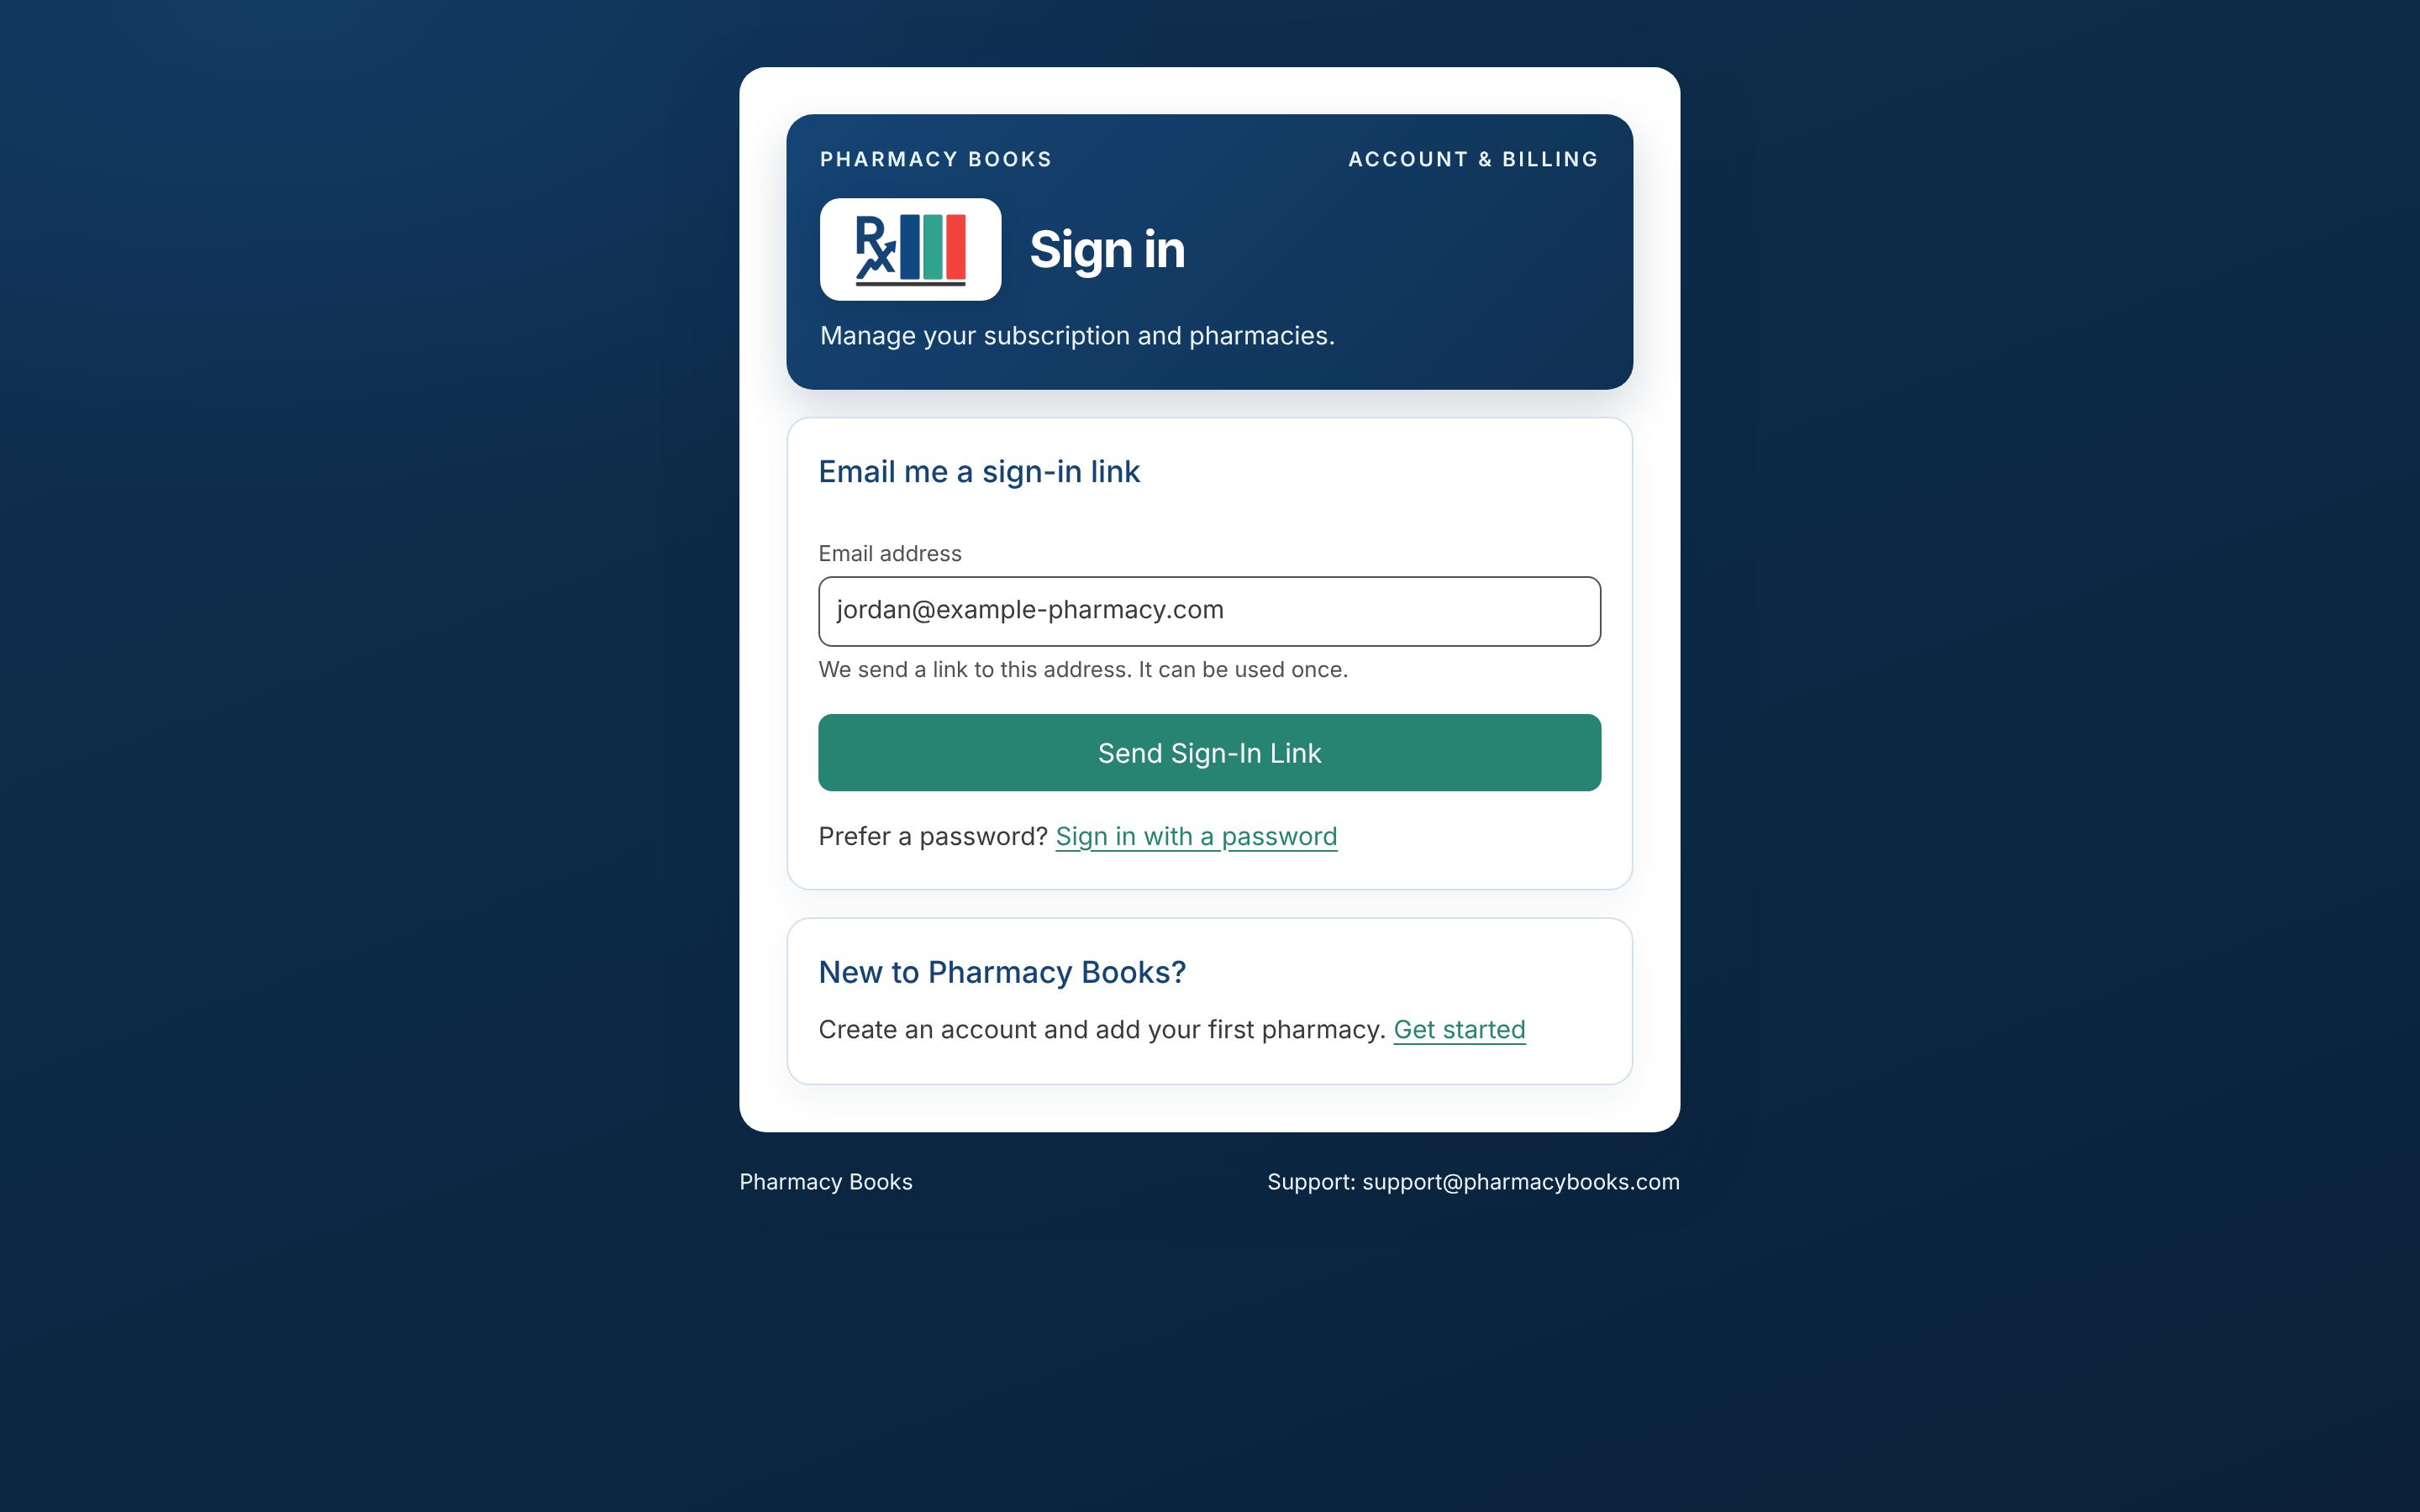 PHARMACY BOOKS
ACCOUNT & BILLING
Rx
Sign in
Manage your subscription and pharmacies.
Email me a sign-in link
Email address
jordan@example-pharmacy.com
We send a link to this address. It can be used once.
Send Sign-In Link
Prefer a password? Sign in with a password
New to Pharmacy Books?
Create an account and add your first pharmacy. Get started
Pharmacy Books
Support: support@pharmacybooks.com